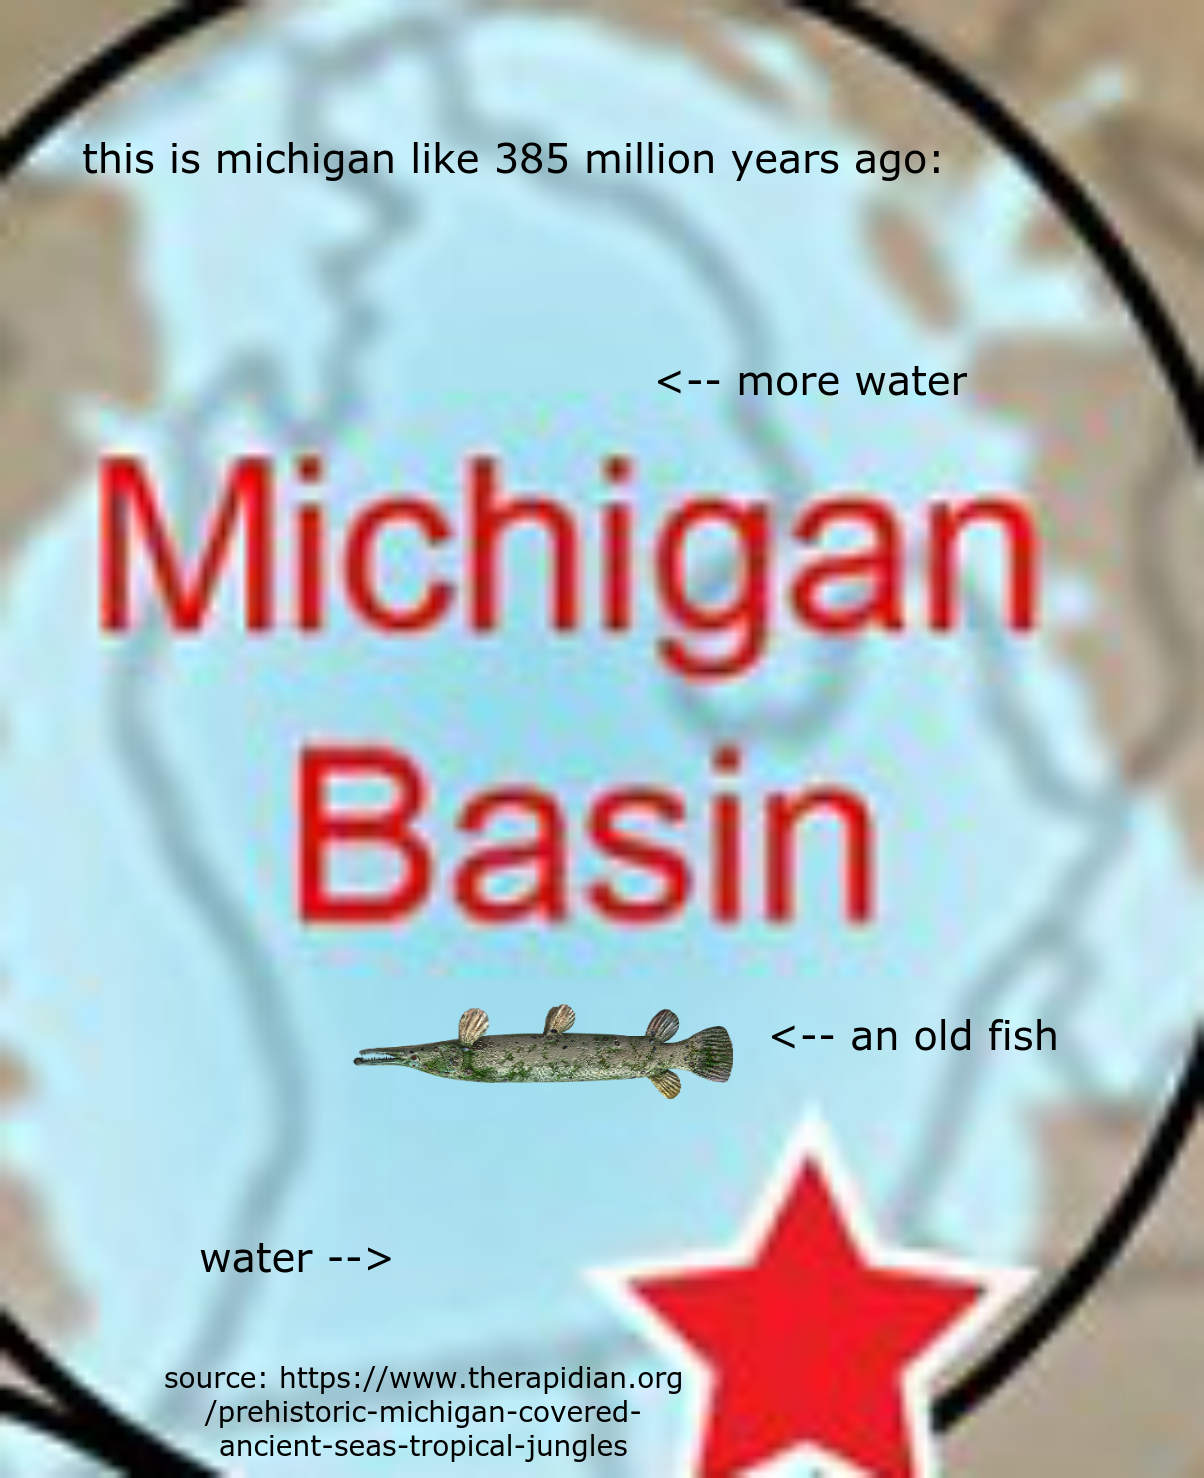 this is michigan like 385 million years ago:
<-- more water
Michigan
Basin
<-- an old fish
water -->
source: https://www.therapidian.org
/prehistoric-michigan-covered-
ancient-seas-tropical-jungles